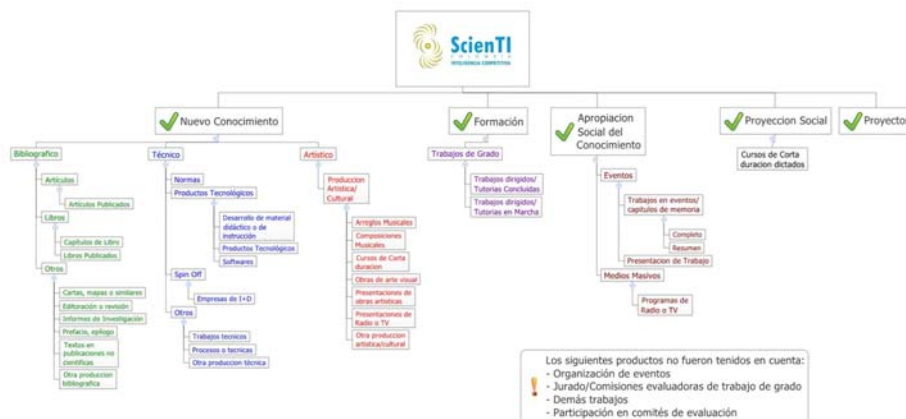 ScienTI
COLOMBIA
INTELIGENCIA COMPETITIVA
Nuevo Conocimiento
Formación
Apropiacion
Social del
Conocimiento
Proyeccion Social
Proyecto
Bibliografico
Técnico
Artístico
Trabajos de Grado
Cursos de Corta
duracion dictados
Artículos
Artículos Publicados
Libros
Capítulos de Libro
Libros Publicados
Otros
Cartas, mapas o similares
Editoración o revisión
Informes de Investigación
Prefacio, epilogo
Textos en
publicaciones no
científicas
Otra produccion
bibliografica
Normas
Productos Tecnológicos
Desarrollo de material
didáctico o de
instrucción
Productos Tecnológicos
Softwares
Spin Off
Empresas de I+D
Otros
Trabajos tecnicos
Procesos o tecnicas
Otra produccion técnica
Produccion
Artistica/
Cultural
Arreglos Musicales
Composiciones
Musicales
Cursos de Corta
duracion
Obras de arte visual
Presentaciones de
obras artisticas
Presentaciones de
Radio o TV
Otra produccion
artistica/cultural
Trabajos dirigidos/
Tutorias Concluidas
Trabajos dirigidos/
Tutorias en Marcha
Eventos
Trabajos en eventos/
capitulos de memoria
Completo
Resumen
Presentacion de Trabajo
Medios Masivos
Programas de
Radio o TV
Los siguientes productos no fueron tenidos en cuenta:
- Organización de eventos
- Jurado/Comisiones evaluadoras de trabajo de grado
- Demás trabajos
- Participación en comités de evaluación